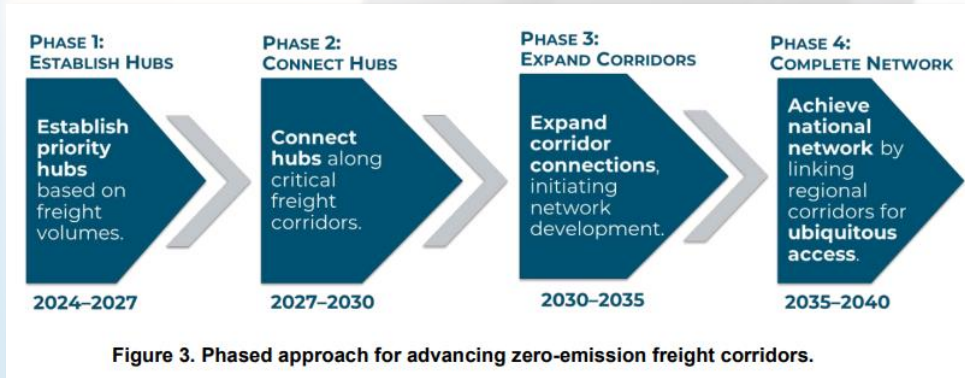 PHASE 1:
ESTABLISH HUBS
Establish
priority
hubs
based on
freight
volumes.
2024–2027
PHASE 2:
CONNECT HUBS
Connect
hubs along
critical
freight
corridors.
2027–2030
PHASE 3:
EXPAND CORRIDORS
Expand
corridor
connections,
initiating
network
development.
2030–2035
PHASE 4:
COMPLETE NETWORK
Achieve
national
network by
linking
regional
corridors for
ubiquitous
access.
2035–2040
Figure 3. Phased approach for advancing zero-emission freight corridors.